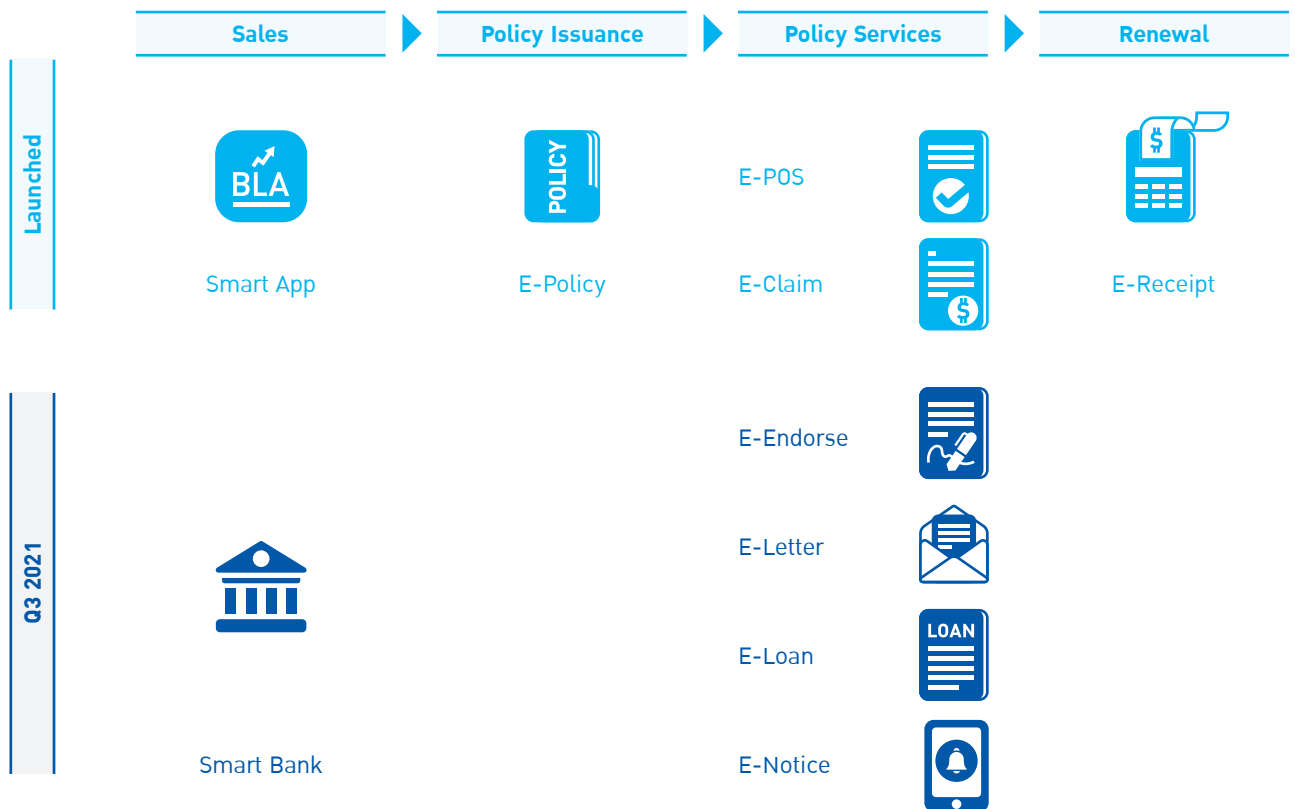 Sales
Policy Issuance
Policy Services
Renewal
Launched
BLA
POLICY
$
E-POS
Smart App
E-Policy
E-Claim
$
E-Receipt
Q3 2021
E-Endorse
E-Letter
LOAN
E-Loan
Smart Bank
E-Notice